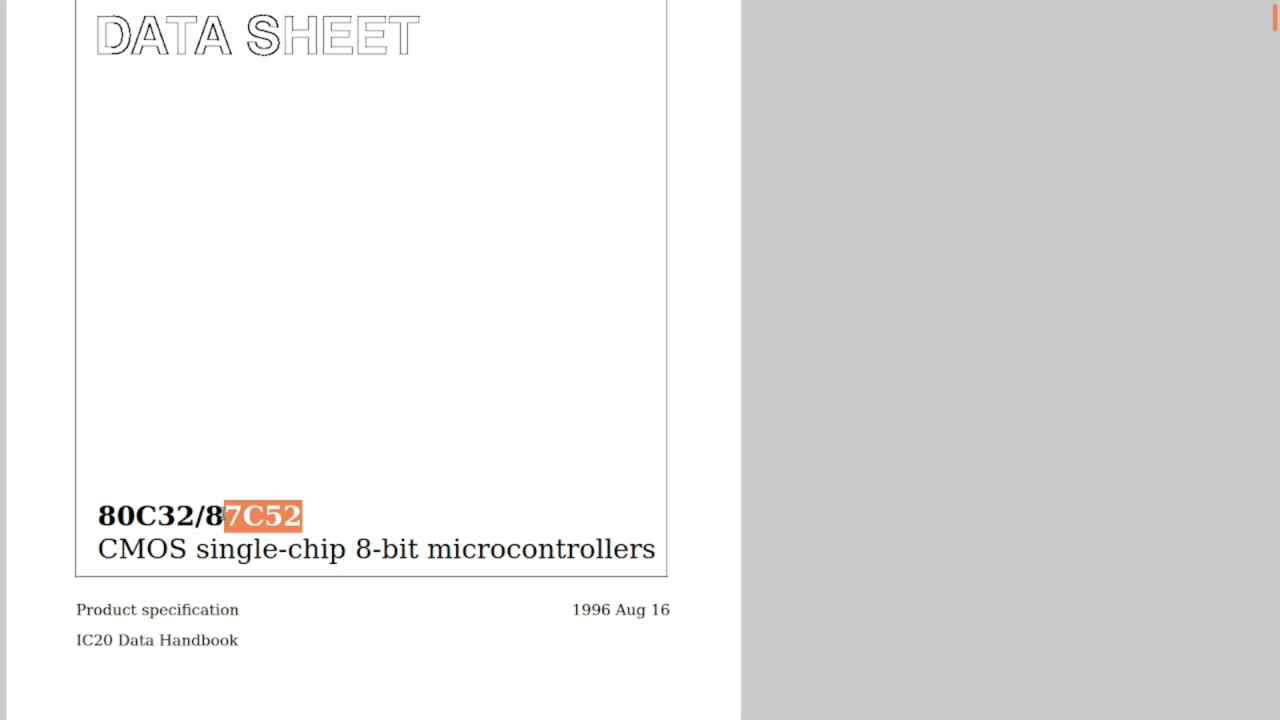 DATA SHEET
80C32/87C52
CMOS single-chip 8-bit microcontrollers
Product specification
1996 Aug 16
IC20 Data Handbook